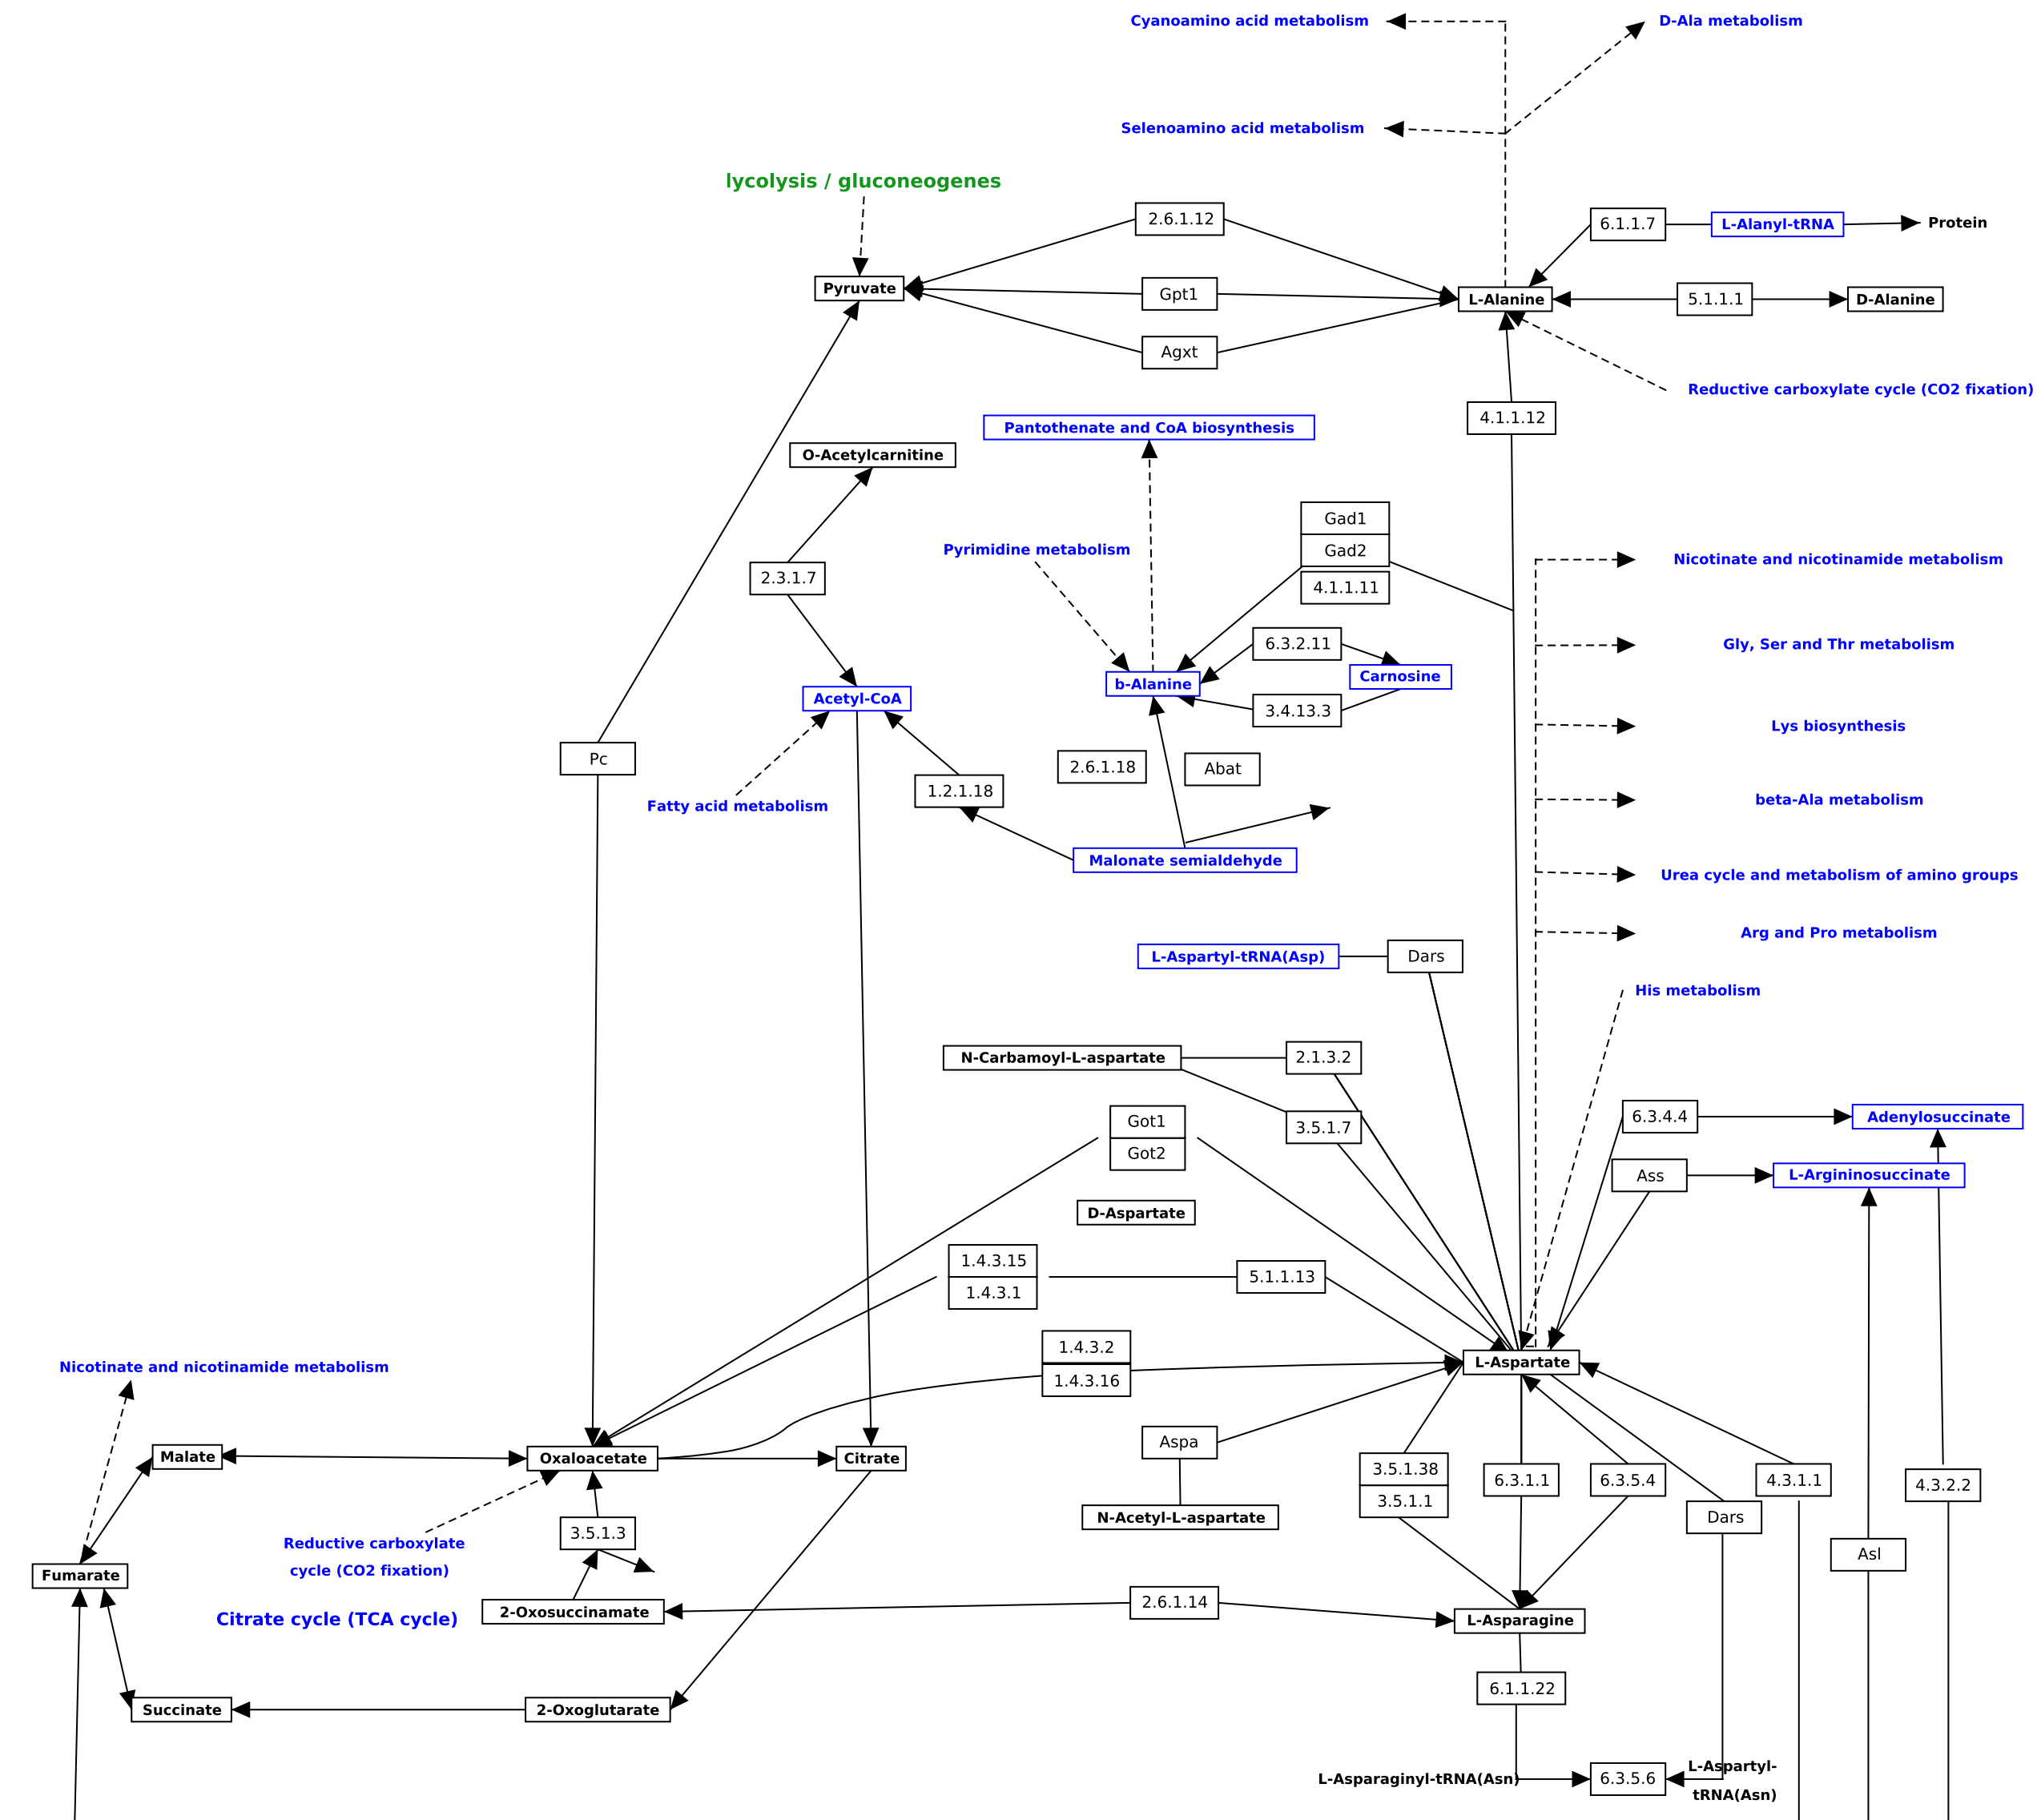 Cyanoamino acid metabolism
D-Ala metabolism
Selenoamino acid metabolism
lycolysis / gluconeogenes
2.6.1.12
6.1.1.7
L-Alanyl-tRNA
Protein
Pyruvate
Gpt1
L-Alanine
5.1.1.1
D-Alanine
Agxt
Reductive carboxylate cycle (CO2 fixation)
4.1.1.12
Pantothenate and CoA biosynthesis
O-Acetylcarnitine
Gad1
Gad2
4.1.1.11
Pyrimidine metabolism
Nicotinate and nicotinamide metabolism
2.3.1.7
6.3.2.11
Gly, Ser and Thr metabolism
Carnosine
b-Alanine
Acetyl-CoA
3.4.13.3
Lys biosynthesis
Pc
2.6.1.18
Abat
1.2.1.18
Fatty acid metabolism
beta-Ala metabolism
Malonate semialdehyde
Urea cycle and metabolism of amino groups
Arg and Pro metabolism
L-Aspartyl-tRNA(Asp)
Dars
His metabolism
N-Carbamoyl-L-aspartate
2.1.3.2
Got1
Got2
3.5.1.7
6.3.4.4
Adenylosuccinate
Ass
L-Argininosuccinate
D-Aspartate
1.4.3.15
1.4.3.1
5.1.1.13
1.4.3.2
1.4.3.16
L-Aspartate
Nicotinate and nicotinamide metabolism
Aspa
Malate
Oxaloacetate
Citrate
3.5.1.38
3.5.1.1
6.3.1.1
6.3.5.4
4.3.1.1
4.3.2.2
N-Acetyl-L-aspartate
Dars
3.5.1.3
Reductive carboxylate
cycle (CO2 fixation)
Asl
Fumarate
2.6.1.14
2-Oxosuccinamate
Citrate cycle (TCA cycle)
L-Asparagine
6.1.1.22
Succinate
2-Oxoglutarate
L-Asparaginyl-tRNA(Asn)
6.3.5.6
L-Aspartyl-
tRNA(Asn)